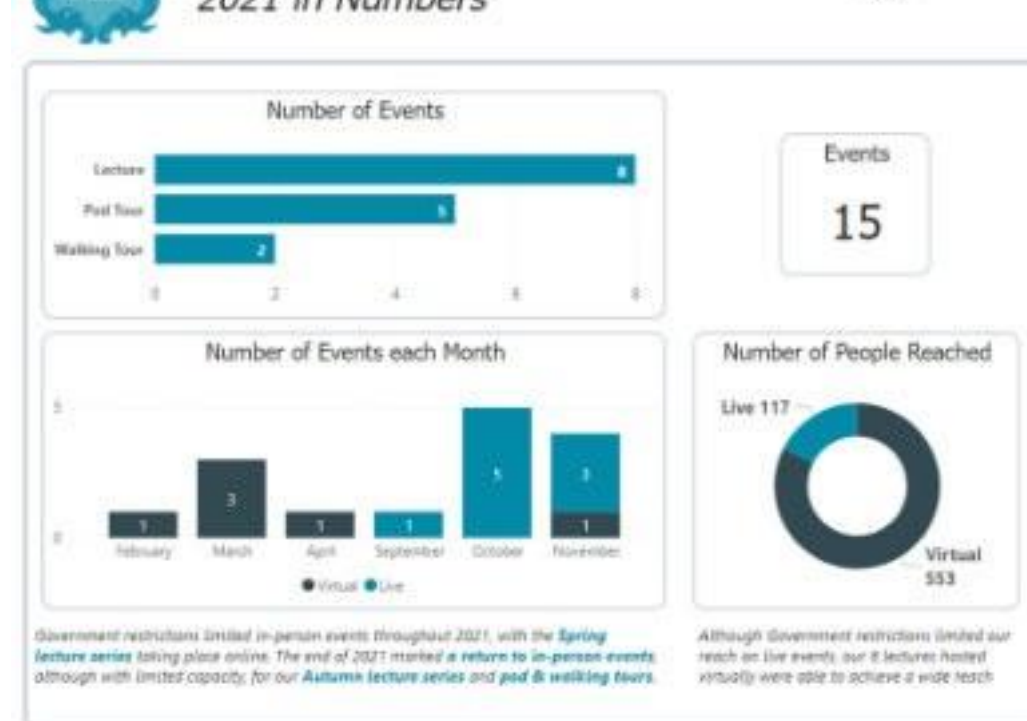 2021 in Numbers
Number of Events
Lecture
8
Pod Tour
5
Walking Tour
2
0 2 4 6 8
Events
15
Number of Events each Month
5
0
1
3
1
1
5
3
1
February March April September October November
Virtual Live
Number of People Reached
Live 117
Virtual
553
Government restrictions limited in-person events throughout 2021, with the Spring
lecture series taking place online. The end of 2021 marked a return to in-person events,
although with limited capacity, for our Autumn lecture series and pod & walking tours.
Although Government restrictions limited our
reach on live events, our lectures hosted
virtually were able to achieve a wide reach